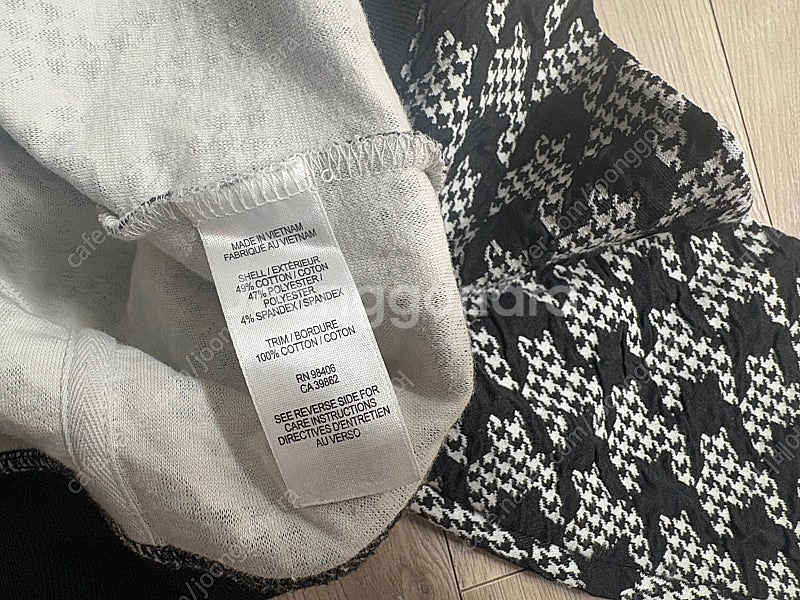 MADE IN VIETNAM
FABRIQUE AU VIETNAM
SHELL / EXTÉRIEUR
49% COTTON / COTON
47% POLYESTER /
POLYESTER
4% SPANDEX / SPANDEX
TRIM / BORDURE
100% COTTON / COTON
RN 98406
CA 39862
SEE REVERSE SIDE FOR
CARE INSTRUCTIONS
DIRECTIVES D'ENTRETIEN
AU VERSO